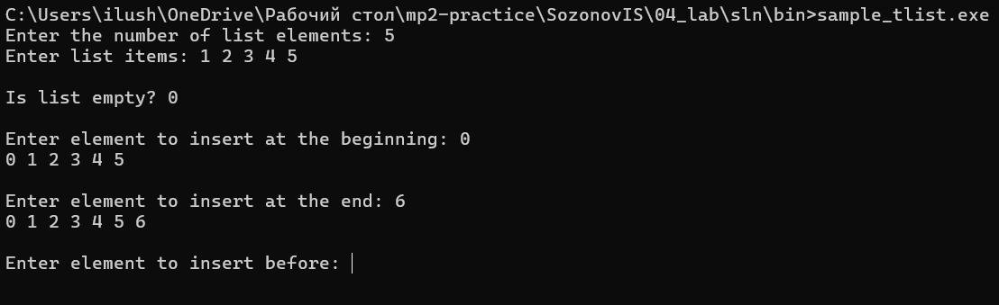 C:\Users\ilush\OneDrive\Рабочий стол\mp2-practice\SozonovIS\04_lab\sln\bin>sample_tlist.exe
Enter the number of list elements: 5
Enter list items: 1 2 3 4 5
Is list empty? 0
Enter element to insert at the beginning: 0
0 1 2 3 4 5
Enter element to insert at the end: 6
0 1 2 3 4 5 6
Enter element to insert before: